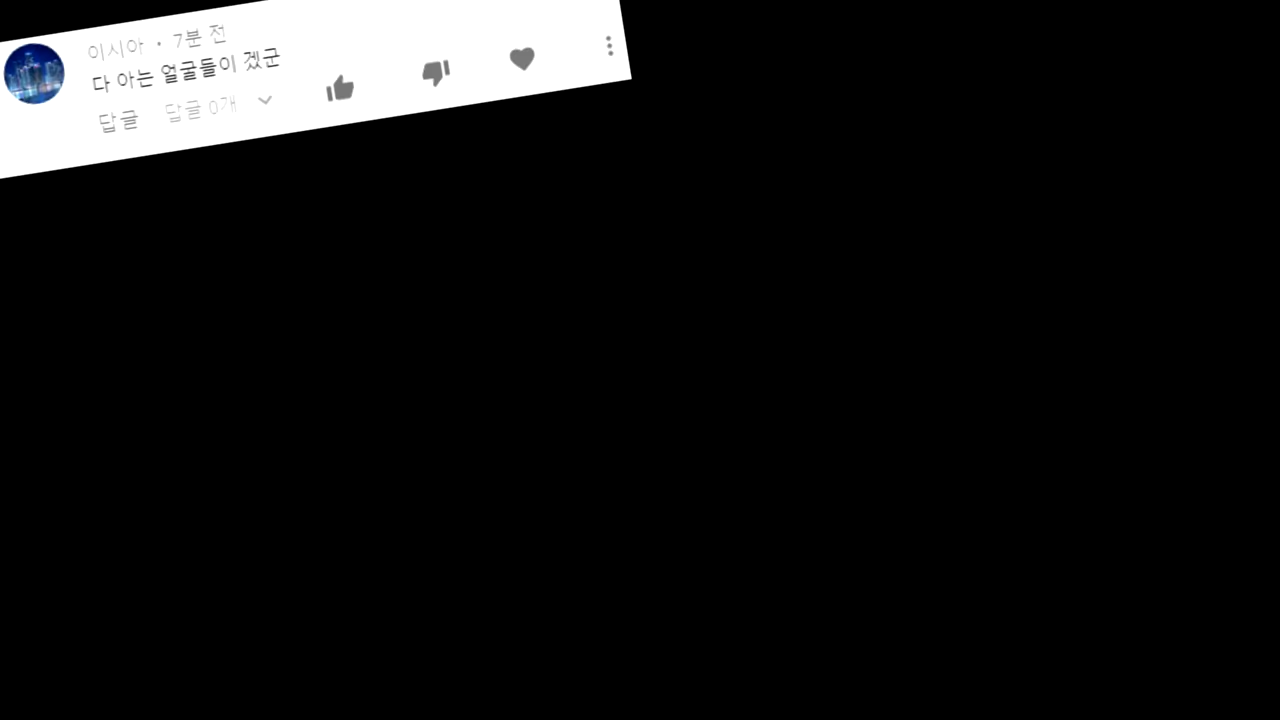 이시아 · 7분 전
다 아는 얼굴들이 겠군
답글 답글 0개